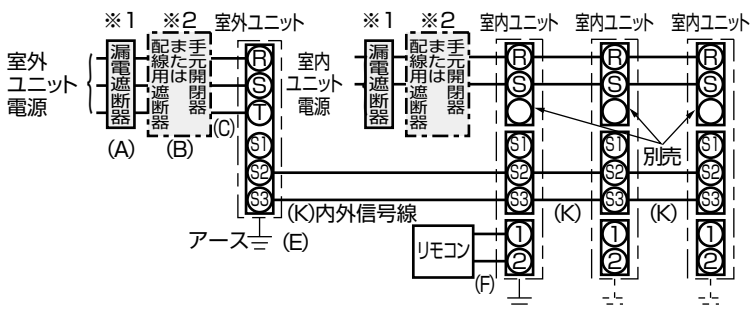 ※1 ※2 室外ユニット
室外
ユニット
電源
漏電遮断器
手元開閉器
または
配線用遮断器
(A)
(B)
(C)
R
S
T
S1
S2
S3
アース
(E)
(K)内外信号線
※1 ※2 室内ユニット 室内ユニット 室内ユニット
室内
ユニット
電源
漏電遮断器
手元開閉器
または
配線用遮断器
R R R
S S S
別売
S1 S1 S1
S2 S2 S2
S3 S3 S3
(K) (K)
リモコン
(F)
1 1 1
2 2 2